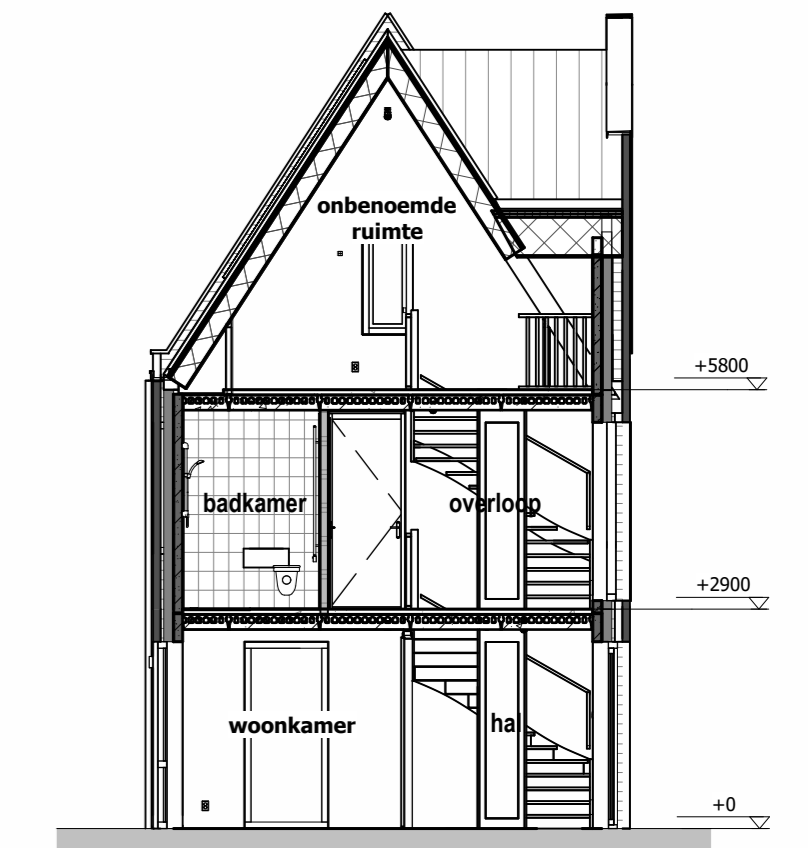 onbenoemde
ruimte
+5800
badkamer
overloop
+2900
woonkamer
hal
+0